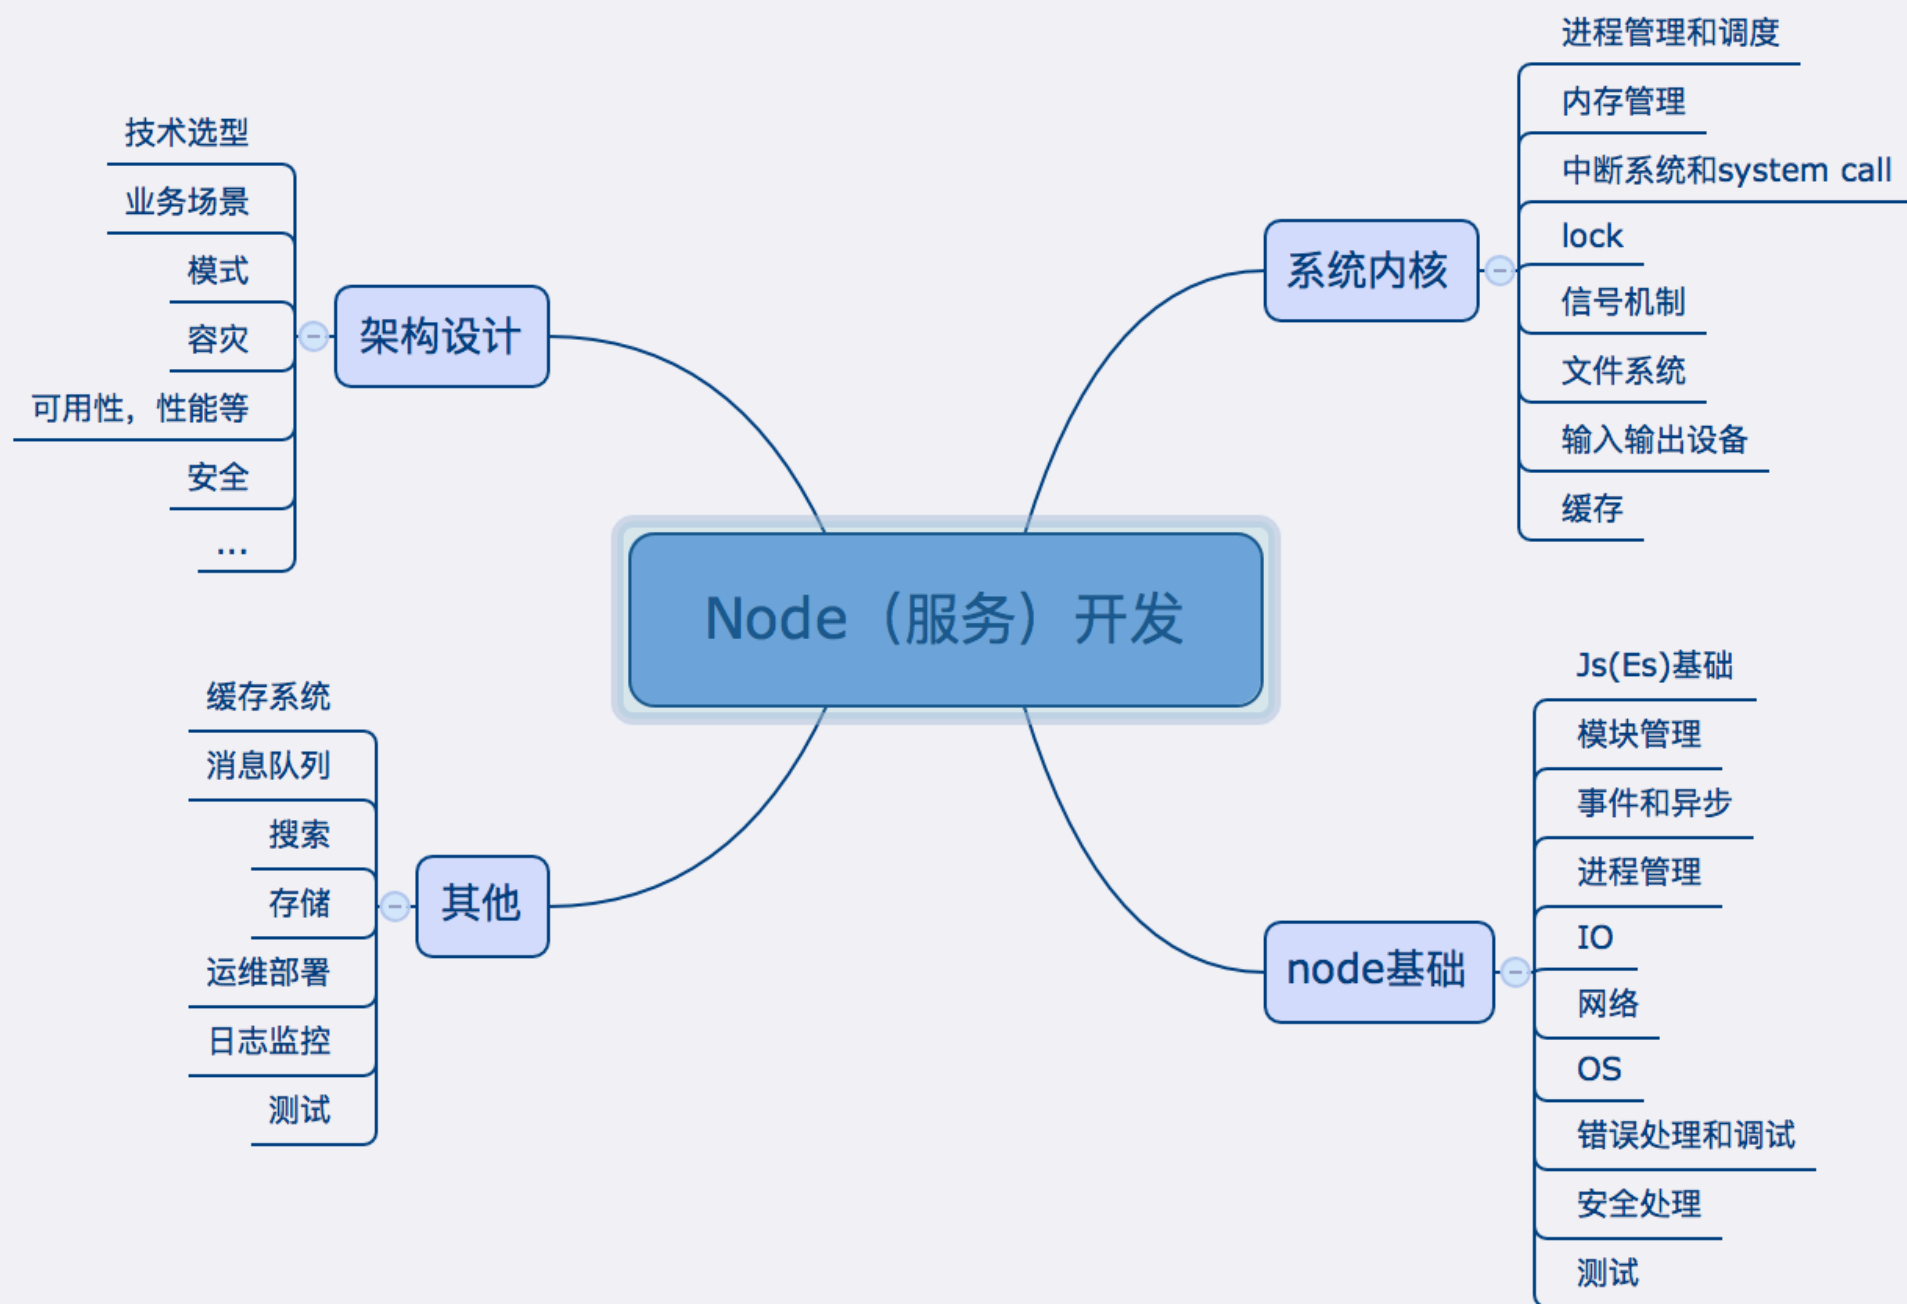 Node（服务）开发
系统内核
进程管理和调度
内存管理
中断系统和system call
lock
信号机制
文件系统
输入输出设备
缓存
node基础
Js(Es)基础
模块管理
事件和异步
进程管理
IO
网络
OS
错误处理和调试
安全处理
测试
架构设计
技术选型
业务场景
模式
容灾
可用性，性能等
安全
...
其他
缓存系统
消息队列
搜索
存储
运维部署
日志监控
测试